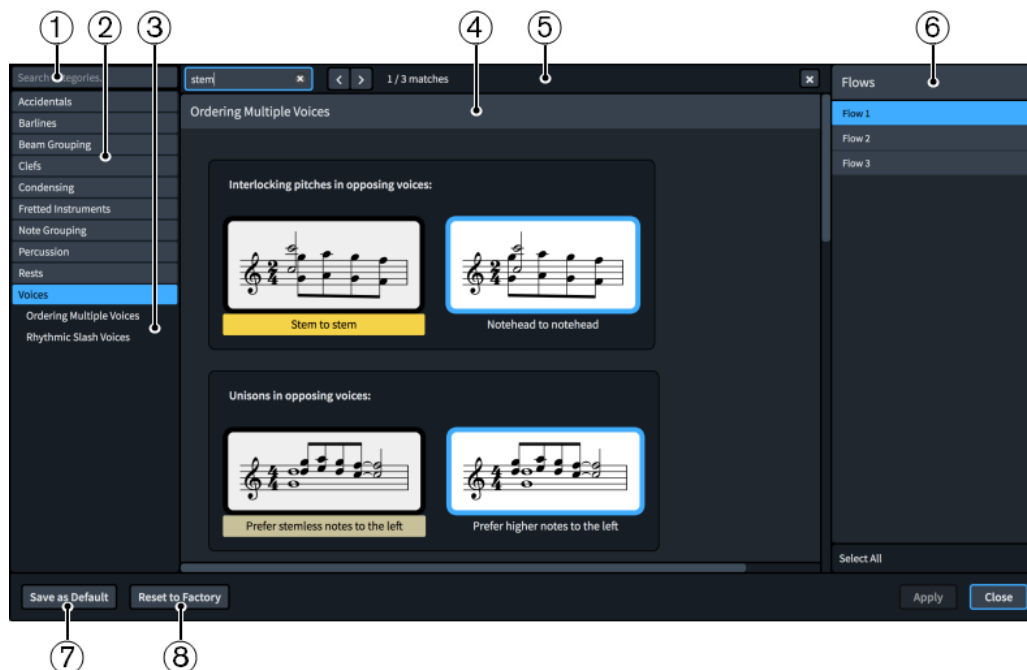 ① ② ③ ④ ⑤ ⑥
Search categories...
stem
1 / 3 matches
Flows
Accidentals
Barlines
Beam Grouping
Clefs
Condensing
Fretted Instruments
Note Grouping
Percussion
Rests
Voices
Ordering Multiple Voices
Rhythmic Slash Voices
Ordering Multiple Voices
Interlocking pitches in opposing voices:
Stem to stem
Notehead to notehead
Unisons in opposing voices:
Prefer stemless notes to the left
Prefer higher notes to the left
Flow 1
Flow 2
Flow 3
Select All
Save as Default
Reset to Factory
Apply
Close
⑦ ⑧